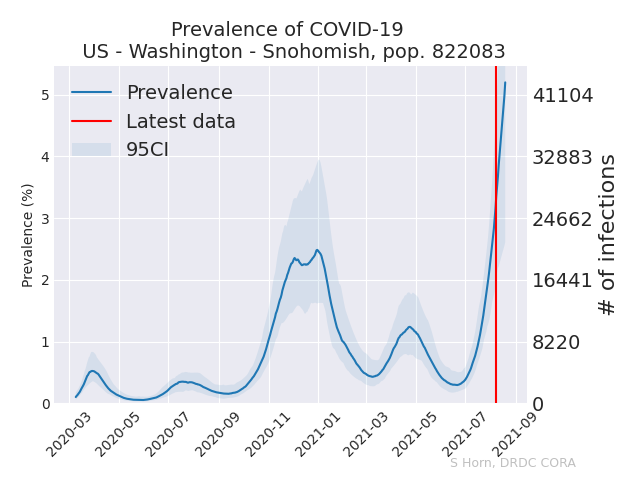 Prevalence of COVID-19
US - Washington - Snohomish, pop. 822083
Prevalence
Latest data
95CI
Prevalence (%)
5
4
3
2
1
0
41104
32883
24662
16441
8220
0
# of infections
2020-03
2020-05
2020-07
2020-09
2020-11
2021-01
2021-03
2021-05
2021-07
2021-09
S Horn, DRDC CORA